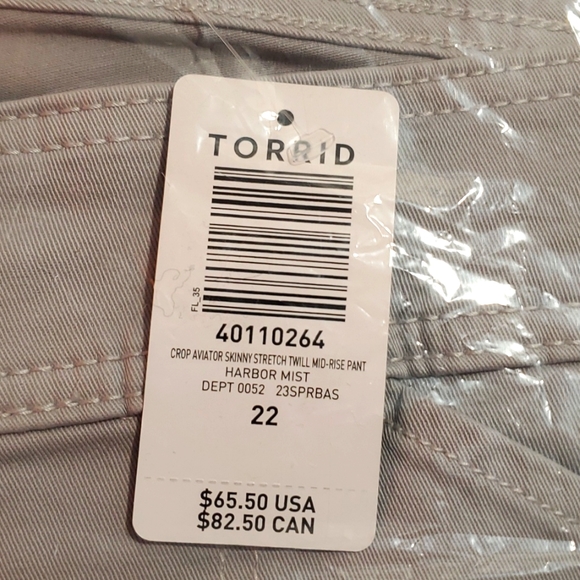 TORRID
FL_35
40110264
CROP AVIATOR SKINNY STRETCH TWILL MID-RISE PANT
HARBOR MIST
DEPT 0052 23SPRBAS
22
$65.50 USA
$82.50 CAN